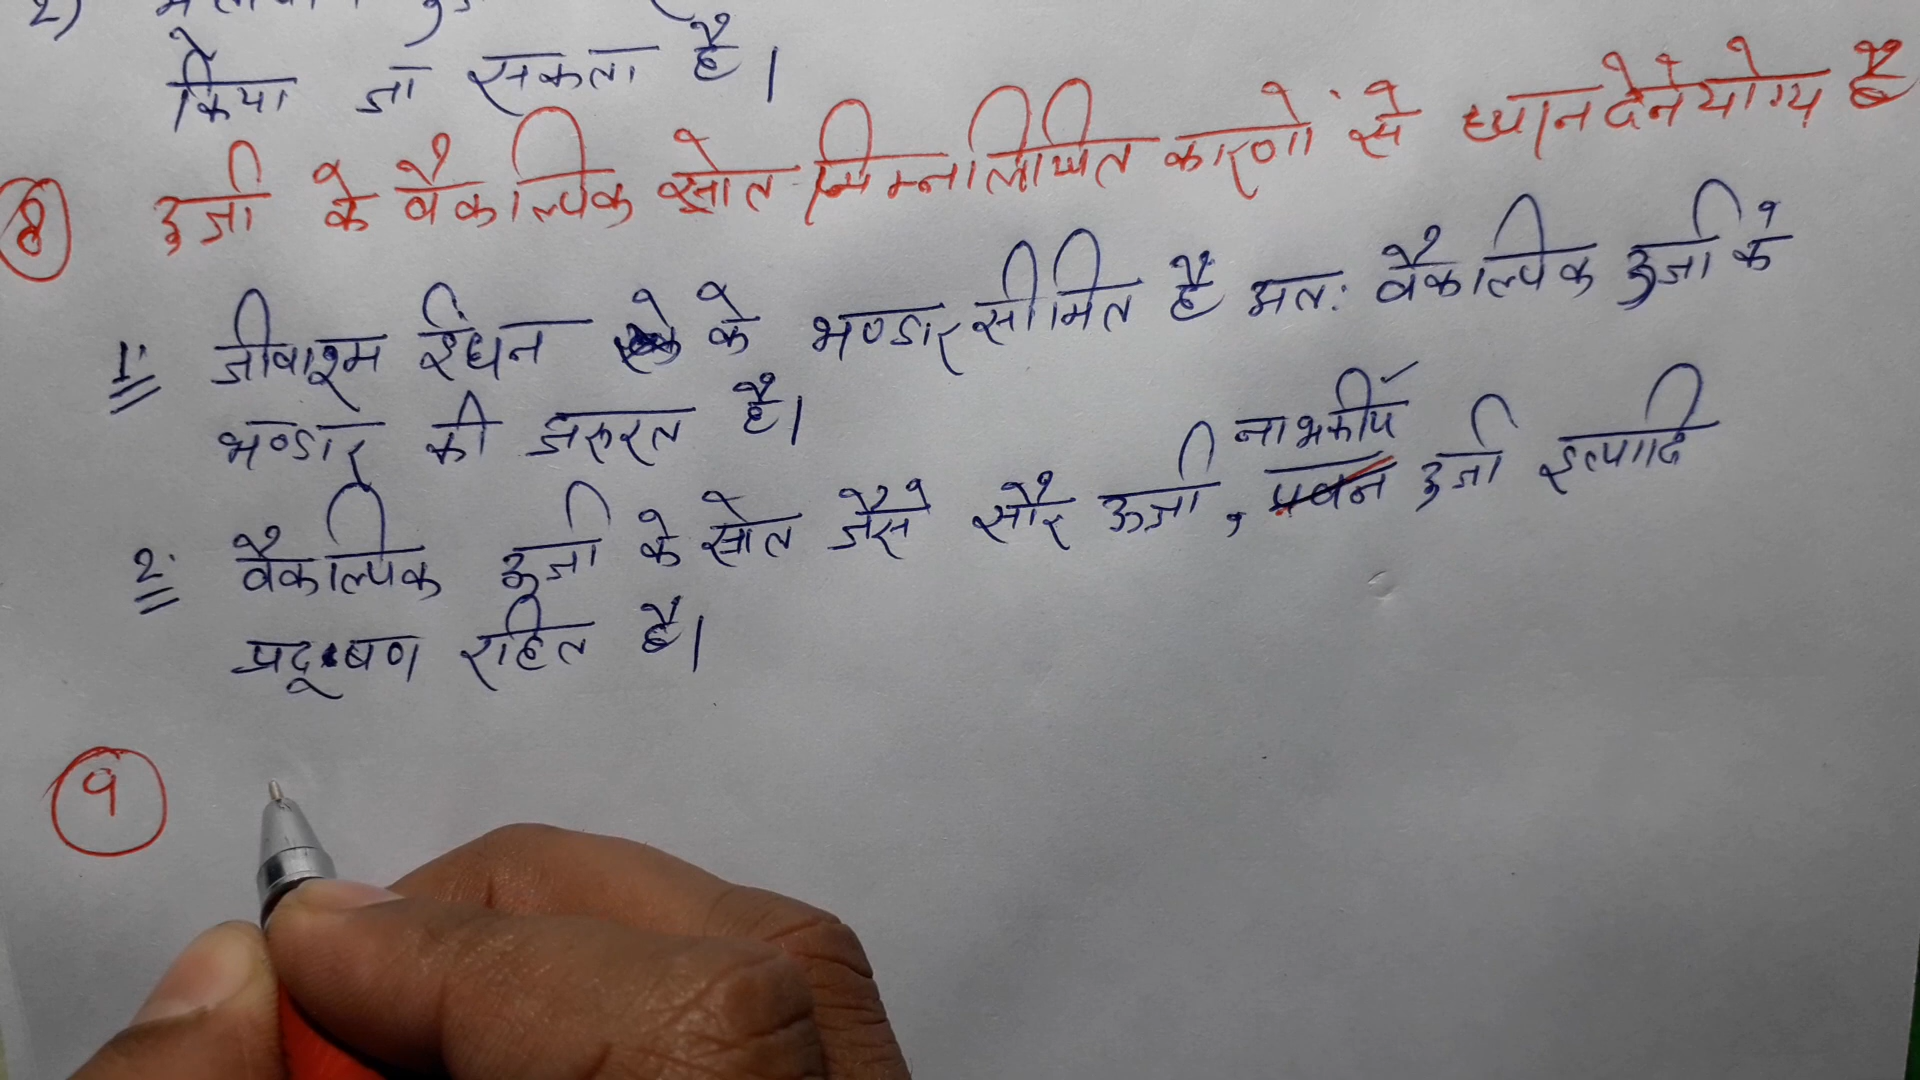 2)
किया जा सकता है।
8 ऊर्जा के वैकल्पिक स्रोत निम्नलिखित कारणों से ध्यान देने योग्य है
1. जीवाश्म ईंधन के भण्डार सीमित है अतः वैकल्पिक ऊर्जा के
भण्डार की जरुरत है।
नाभकीय
2. वैकल्पिक ऊर्जा के स्रोत जैसे सौर ऊर्जा, पवन ऊर्जा इत्यादि
प्रदूषण रहित है।
9